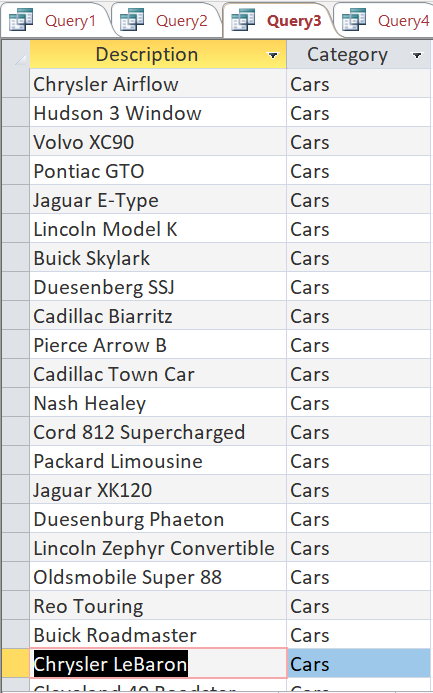 Query1 Query2 Query3 Query4
Description Category
Chrysler Airflow Cars
Hudson 3 Window Cars
Volvo XC90 Cars
Pontiac GTO Cars
Jaguar E-Type Cars
Lincoln Model K Cars
Buick Skylark Cars
Duesenberg SSJ Cars
Cadillac Biarritz Cars
Pierce Arrow B Cars
Cadillac Town Car Cars
Nash Healey Cars
Cord 812 Supercharged Cars
Packard Limousine Cars
Jaguar XK120 Cars
Duesenburg Phaeton Cars
Lincoln Zephyr Convertible Cars
Oldsmobile Super 88 Cars
Reo Touring Cars
Buick Roadmaster Cars
Chrysler LeBaron Cars